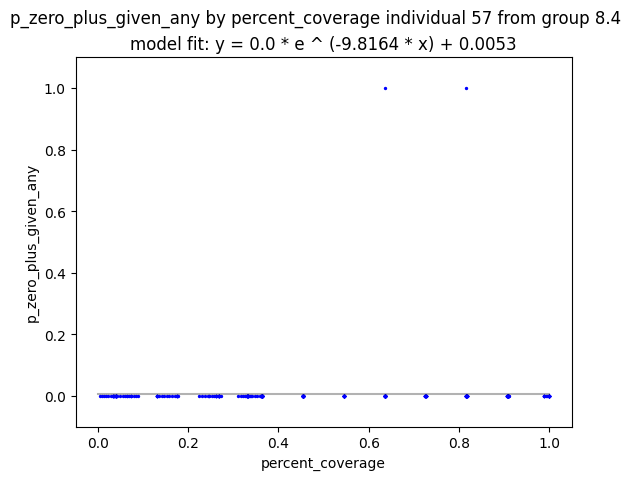 p_zero_plus_given_any by percent_coverage individual 57 from group 8.4
model fit: y = 0.0 * e ^ (-9.8164 * x) + 0.0053
1.0
0.8
0.6
0.4
0.2
0.0
p_zero_plus_given_any
0.0 0.2 0.4 0.6 0.8 1.0
percent_coverage